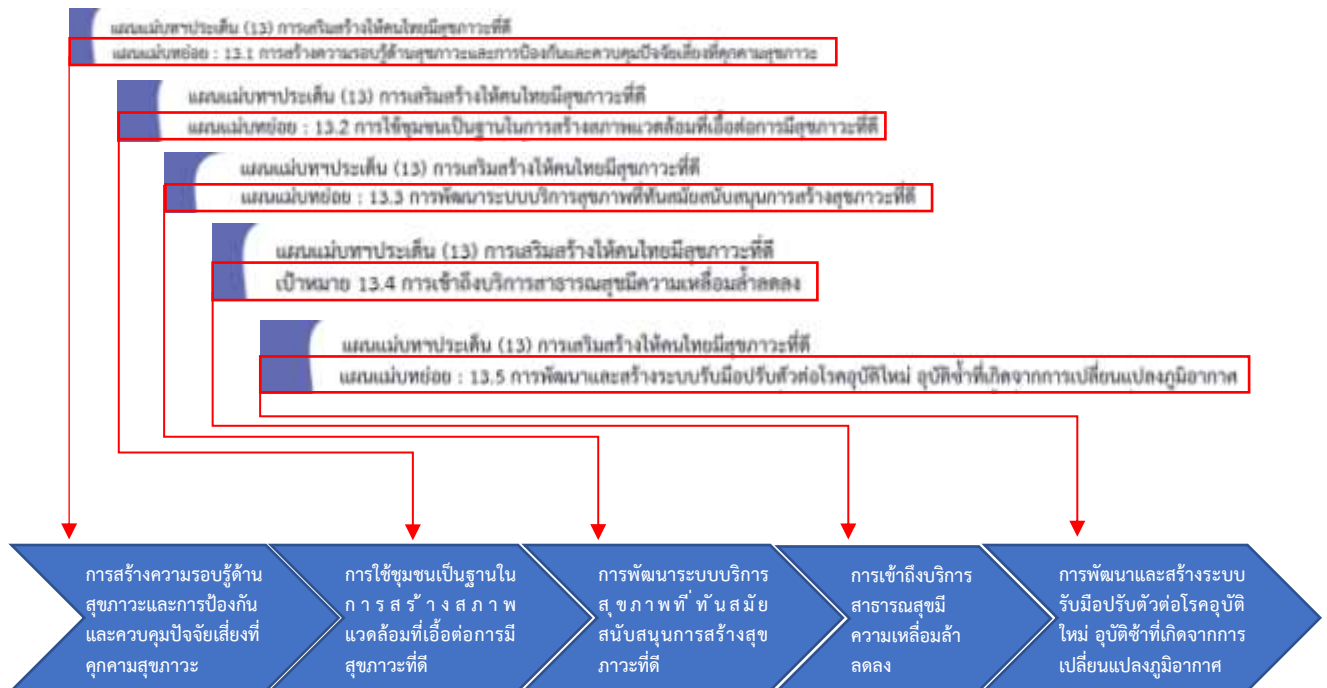 แผนแม่บทฯประเด็น (13) การเสริมสร้างให้คนไทยมีสุขภาวะที่ดี
แผนแม่บทย่อย : 13.1 การสร้างความรอบรู้ด้านสุขภาวะและการป้องกันและควบคุมปัจจัยเสี่ยงที่คุกคามสุขภาวะ
แผนแม่บทฯประเด็น (13) การเสริมสร้างให้คนไทยมีสุขภาวะที่ดี
แผนแม่บทย่อย : 13.2 การใช้ชุมชนเป็นฐานในการสร้างสภาพแวดล้อมที่เอื้อต่อการมีสุขภาวะที่ดี
แผนแม่บทฯประเด็น (13) การเสริมสร้างให้คนไทยมีสุขภาวะที่ดี
แผนแม่บทย่อย : 13.3 การพัฒนาระบบบริการสุขภาพที่ทันสมัยสนับสนุนการสร้างสุขภาวะที่ดี
แผนแม่บทฯประเด็น (13) การเสริมสร้างให้คนไทยมีสุขภาวะที่ดี
เป้าหมาย 13.4 การเข้าถึงบริการสาธารณสุขมีความเหลื่อมล้ำลดลง
แผนแม่บทฯประเด็น (13) การเสริมสร้างให้คนไทยมีสุขภาวะที่ดี
แผนแม่บทย่อย : 13.5 การพัฒนาและสร้างระบบรับมือปรับตัวต่อโรคอุบัติใหม่ อุบัติซ้ำที่เกิดจากการเปลี่ยนแปลงภูมิอากาศ
การสร้างความรอบรู้ด้าน
สุขภาวะและการป้องกัน
และควบคุมปัจจัยเสี่ยงที่
คุกคามสุขภาวะ
การใช้ชุมชนเป็นฐานใน
การสร้างสภาพ
แวดล้อมที่เอื้อต่อการมี
สุขภาวะที่ดี
การพัฒนาระบบบริการ
สุขภาพที่ทันสมัย
สนับสนุนการสร้างสุข
ภาวะที่ดี
การเข้าถึงบริการ
สาธารณสุขมี
ความเหลื่อมล้า
ลดลง
การพัฒนาและสร้างระบบ
รับมือปรับตัวต่อโรคอุบัติ
ใหม่ อุบัติซ้าที่เกิดจากการ
เปลี่ยนแปลงภูมิอากาศ